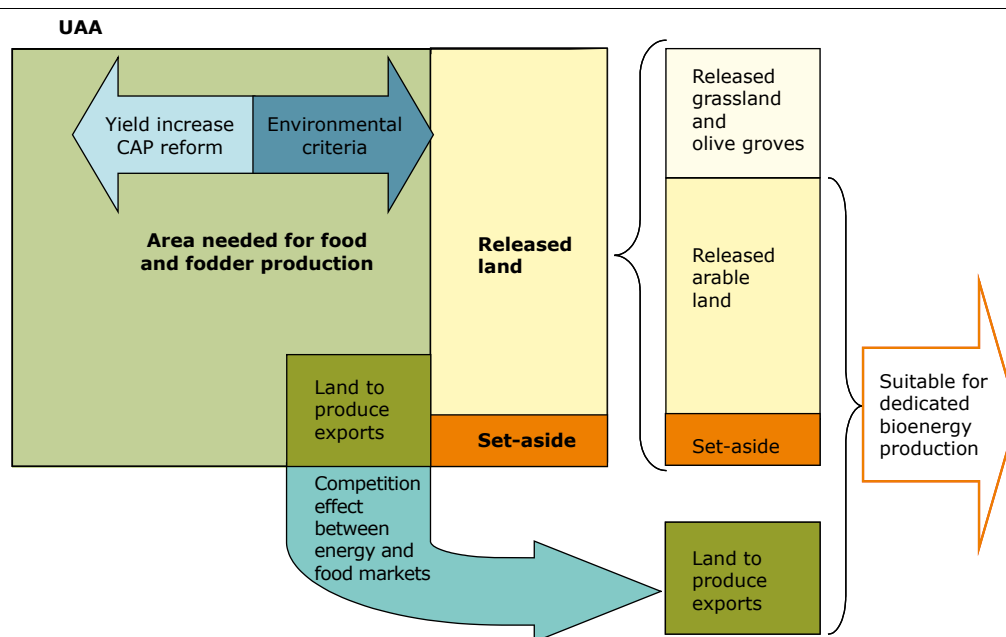 UAA
Yield increase
CAP reform
Environmental
criteria
Area needed for food
and fodder production
Released
land
Land to
produce
exports
Set-aside
Competition
effect
between
energy and
food markets
Released
grassland
and
olive groves
Released
arable
land
Set-aside
Land to
produce
exports
Suitable for
dedicated
bioenergy
production